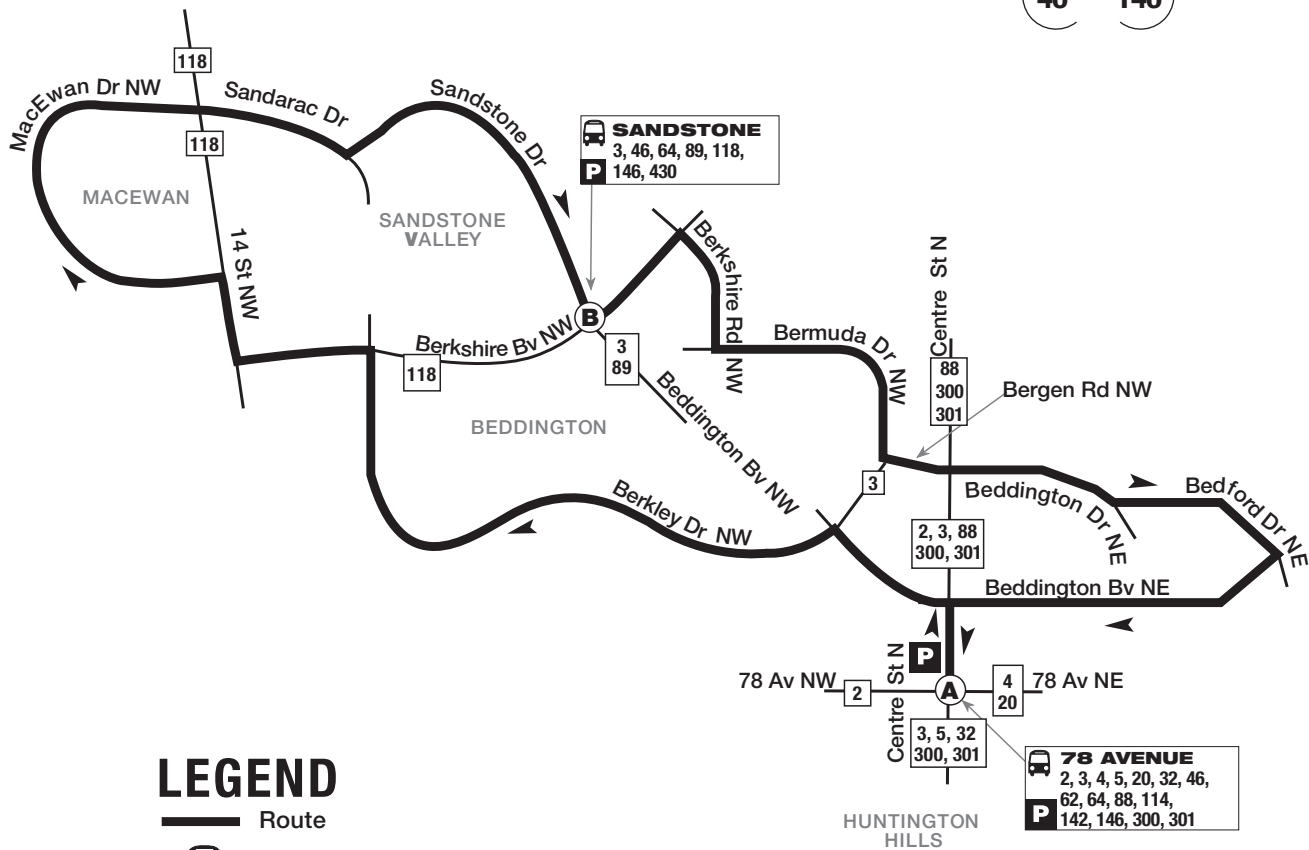 46
146
118
118
MacEwan Dr NW
Sandarac Dr
Sandstone Dr
SANDSTONE
3, 46, 64, 89, 118,
P
146, 430
MACEWAN
SANDSTONE
VALLEY
14 St NW
Berkshire Bv NW
B
3
89
118
Berkshire Rd NW
Bermuda Dr NW
Centre St N
88
300
301
Bergen Rd NW
Beddington Bv NW
BEDDINGTON
3
Berkley Dr NW
Beddington Dr NE
Bedford Dr NE
2, 3, 88
300, 301
Beddington Bv NE
P
Centre St N
78 Av NW
2
A
4
20
78 Av NE
3, 5, 32
300, 301
78 AVENUE
2, 3, 4, 5, 20, 32, 46,
62, 64, 88, 114,
P
142, 146, 300, 301
HUNTINGTON
HILLS
LEGEND
Route